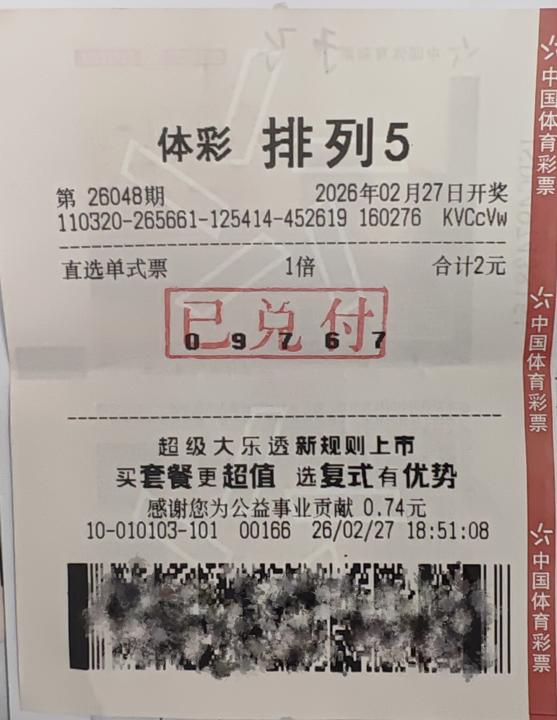 体彩 排列5
第 26048期 2026年02月27日开奖
110320-265661-125414-452619 160276 KVCcVw
直选单式票 1倍 合计2元
已兑付
09767
超级大乐透新规则上市
买套餐更超值 选复式有优势
感谢您为公益事业贡献 0.74元
10-010103-101 00166 26/02/27 18:51:08
中国体育彩票
中国体育彩票
中国体育彩票